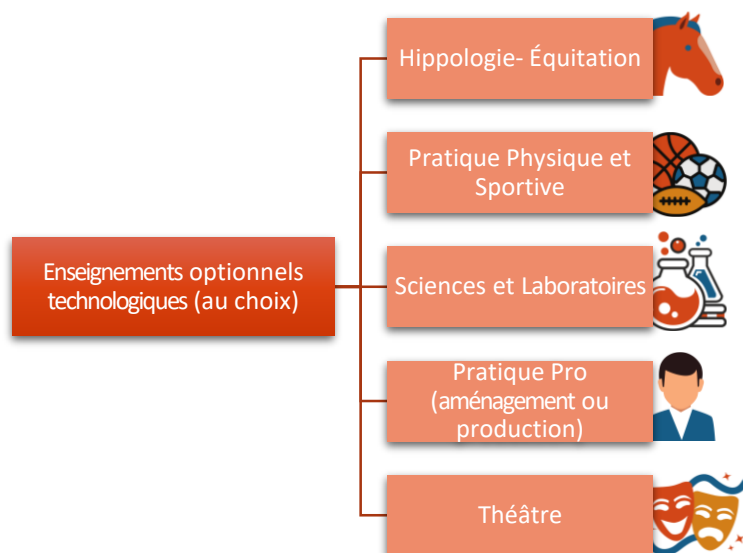 Hippologie- Équitation
Pratique Physique et
Sportive
Enseignements optionnels
technologiques (au choix)
Sciences et Laboratoires
Pratique Pro
(aménagement ou
production)
Théâtre